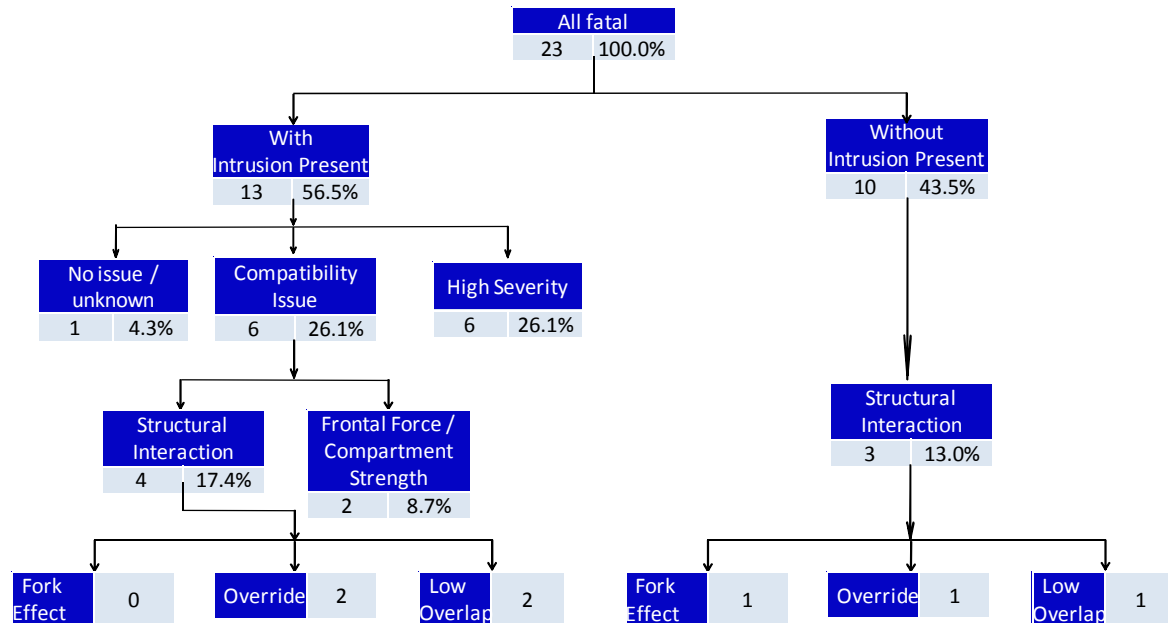 All fatal
23 100.0%
With
Intrusion Present
13 56.5%
Without
Intrusion Present
10 43.5%
No issue /
unknown
1 4.3%
Compatibility
Issue
6 26.1%
High Severity
6 26.1%
Structural
Interaction
4 17.4%
Frontal Force /
Compartment
Strength
2 8.7%
Structural
Interaction
3 13.0%
Fork
Effect
0
Override
2
Low
Overlap
2
Fork
Effect
1
Override
1
Low
Overlap
1